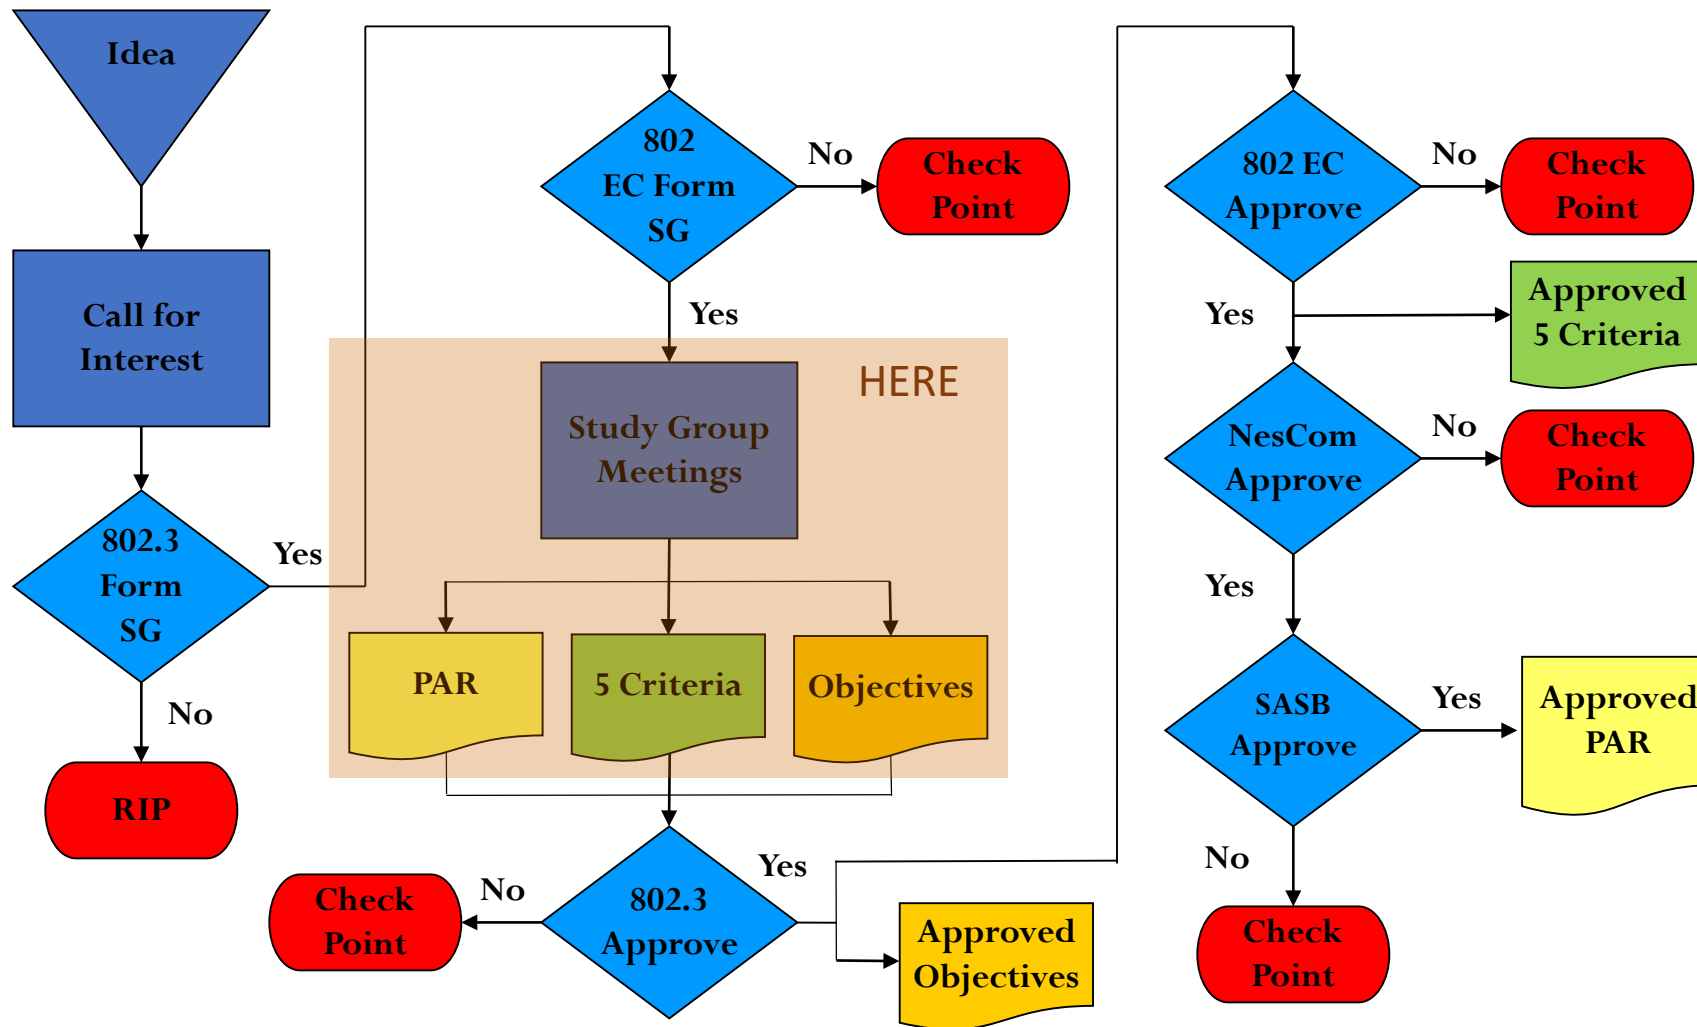 Idea
Call for
Interest
802.3
Form
SG
Yes
No
RIP
802
EC Form
SG
No
Check
Point
Yes
HERE
Study Group
Meetings
PAR
5 Criteria
Objectives
802.3
Approve
No
Check
Point
Yes
Approved
Objectives
802 EC
Approve
No
Check
Point
Yes
Approved
5 Criteria
NesCom
Approve
No
Check
Point
Yes
SASB
Approve
Yes
Approved
PAR
No
Check
Point